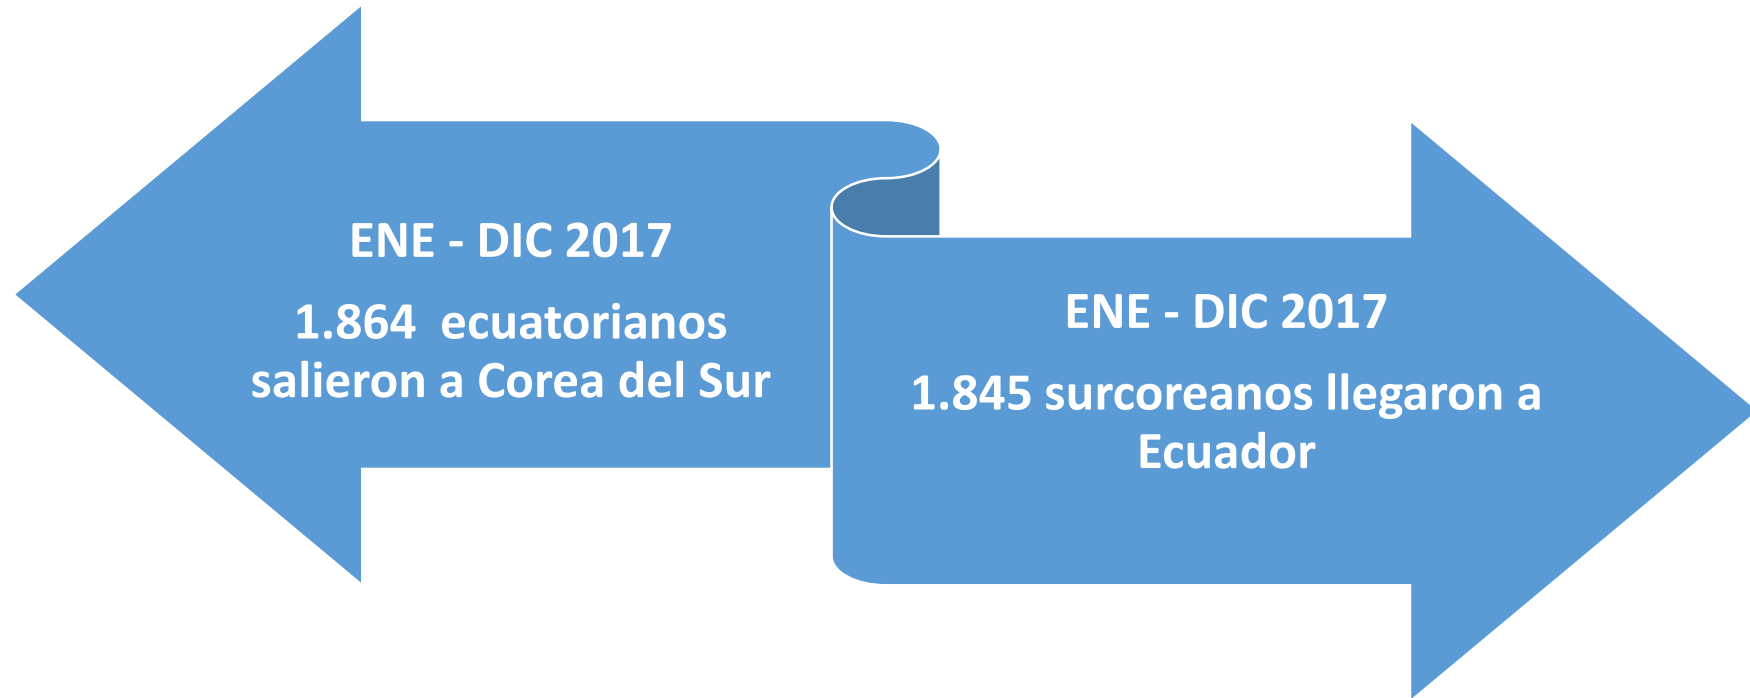 ENE - DIC 2017
1.864 ecuatorianos
salieron a Corea del Sur
ENE - DIC 2017
1.845 surcoreanos llegaron a
Ecuador